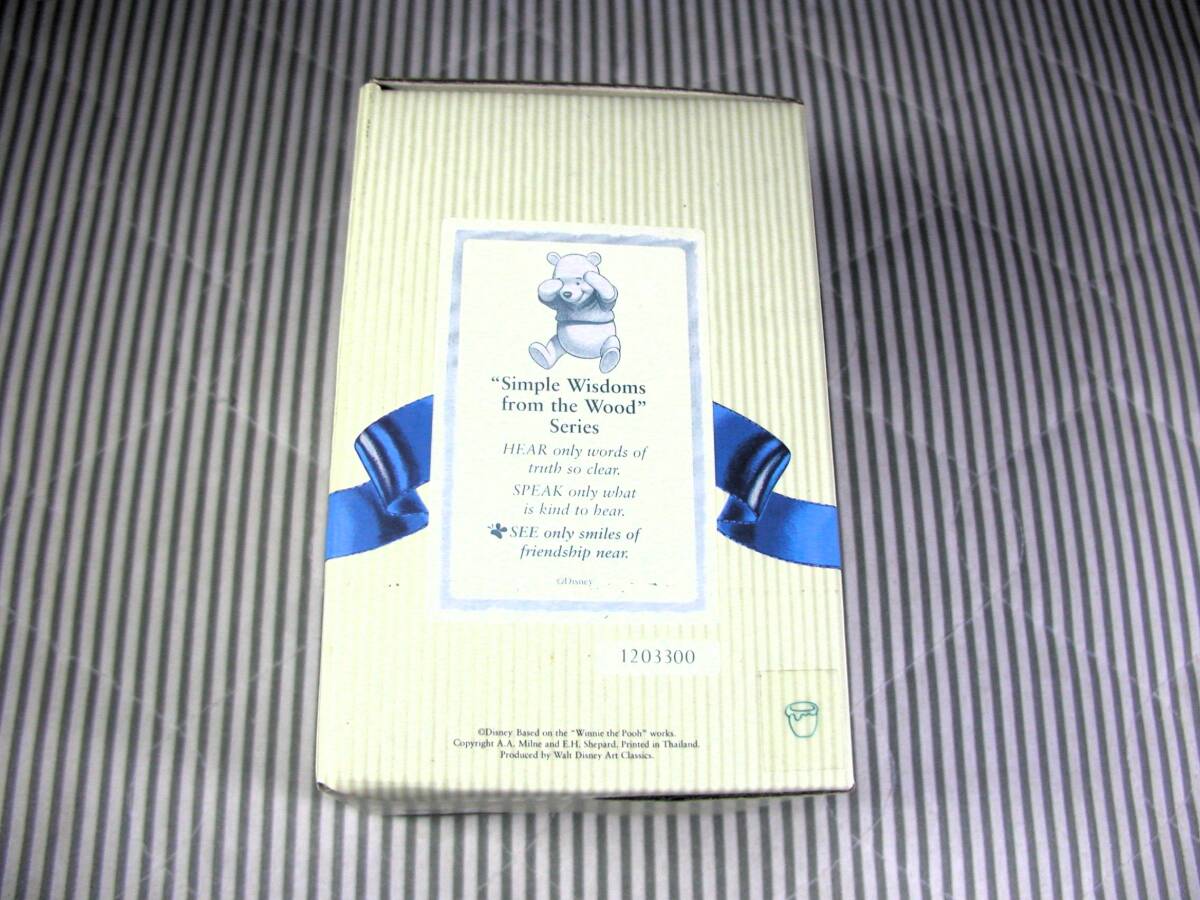 “Simple Wisdoms
from the Wood”
Series
HEAR only words of
truth so clear.
SPEAK only what
is kind to hear.
SEE only smiles of
friendship near.
©Disney
1203300
©Disney. Based on the “Winnie the Pooh” works.
Copyright A.A. Milne and E.H. Shepard. Printed in Thailand.
Produced by Walt Disney Art Classics.